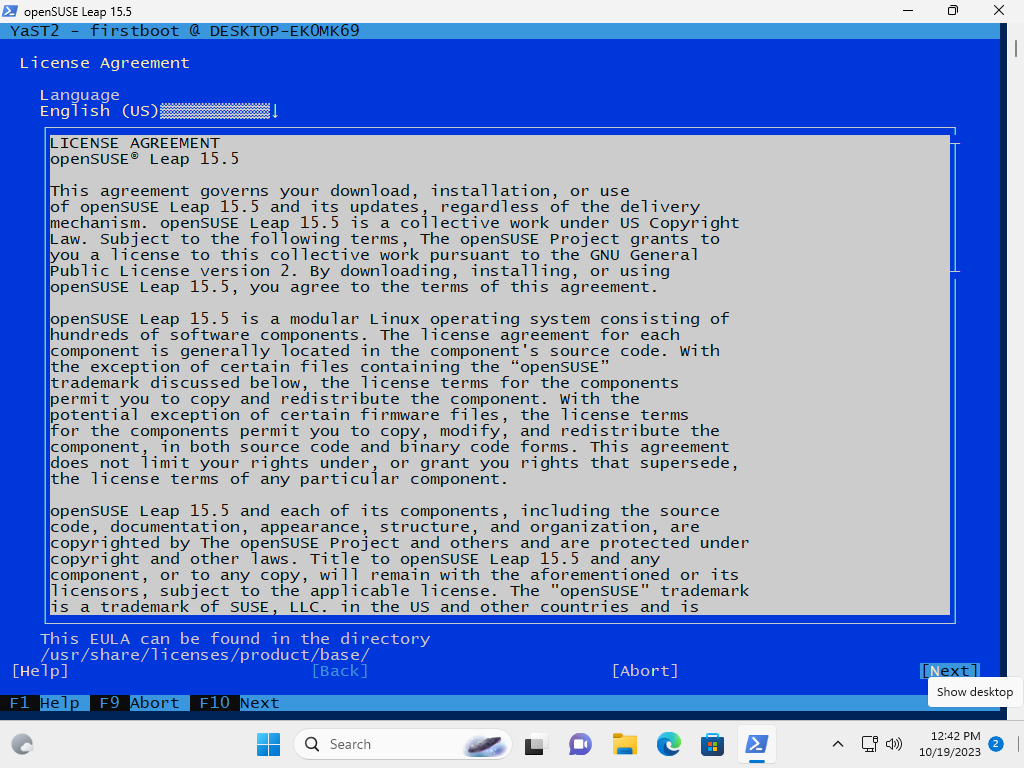 openSUSE Leap 15.5
YaST2 - firstboot @ DESKTOP-EKOMK69
License Agreement
Language
English (US)
LICENSE AGREEMENT
openSUSE® Leap 15.5
This agreement governs your download, installation, or use
of openSUSE Leap 15.5 and its updates, regardless of the delivery
mechanism. openSUSE Leap 15.5 is a collective work under US Copyright
Law. Subject to the following terms, The openSUSE Project grants to
you a license to this collective work pursuant to the GNU General
Public License version 2. By downloading, installing, or using
openSUSE Leap 15.5, you agree to the terms of this agreement.
openSUSE Leap 15.5 is a modular Linux operating system consisting of
hundreds of software components. The license agreement for each
component is generally located in the component's source code. With
the exception of certain files containing the “openSUSE”
trademark discussed below, the license terms for the components
permit you to copy and redistribute the component. With the
potential exception of certain firmware files, the license terms
for the components permit you to copy, modify, and redistribute the
component, in both source code and binary code forms. This agreement
does not limit your rights under, or grant you rights that supersede,
the license terms of any particular component.
openSUSE Leap 15.5 and each of its components, including the source
code, documentation, appearance, structure, and organization, are
copyrighted by The openSUSE Project and others and are protected under
copyright and other laws. Title to openSUSE Leap 15.5 and any
component, or to any copy, will remain with the aforementioned or its
licensors, subject to the applicable license. The "openSUSE" trademark
is a trademark of SUSE, LLC. in the US and other countries and is
This EULA can be found in the directory
/usr/share/licenses/product/base/
[Help] [Back] [Abort] [Next]
Show desktop
F1 Help F9 Abort F10 Next
Search
12:42 PM
10/19/2023 2